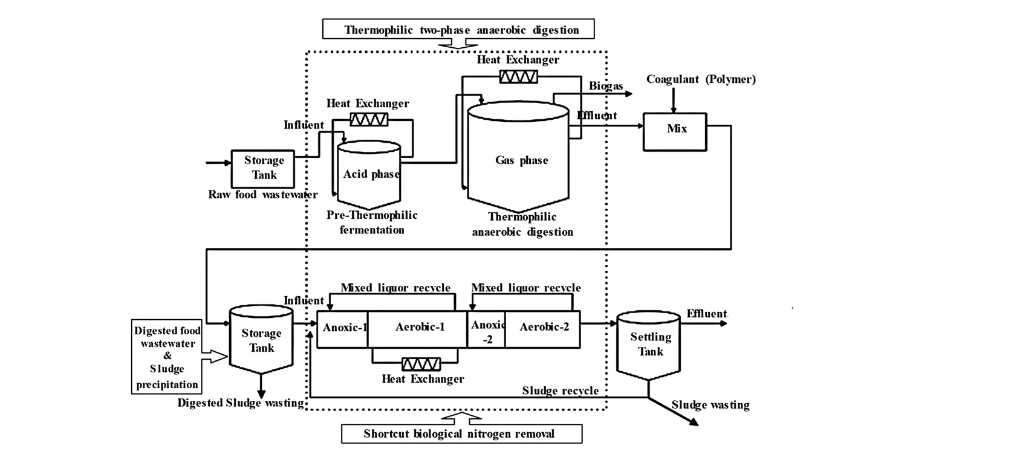 Thermophilic two-phase anaerobic digestion
Heat Exchanger
Biogas
Coagulant (Polymer)
Heat Exchanger
Influent
Effluent
Mix
Storage
Tank
Acid phase
Gas phase
Raw food wastewater
Pre-Thermophilic
fermentation
Thermophilic
anaerobic digestion
Mixed liquor recycle
Mixed liquor recycle
Influent
Effluent
Digested food
wastewater
&
Sludge
precipitation
Storage
Tank
Anoxic-1
Aerobic-1
Anoxic
-2
Aerobic-2
Settling
Tank
Heat Exchanger
Sludge recycle
Digested Sludge wasting
Sludge wasting
Shortcut biological nitrogen removal